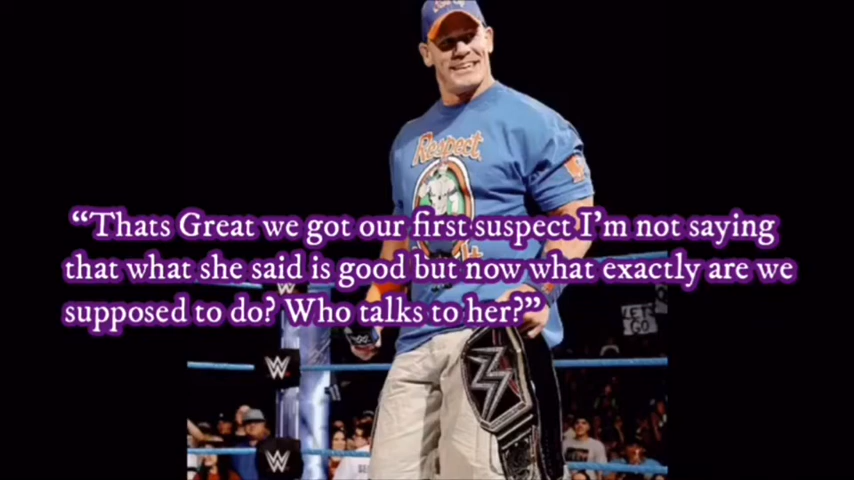 Respect.
“Thats Great we got our first suspect I’m not saying
that what she said is good but now what exactly are we
supposed to do? Who talks to her?”
LET'S
GO